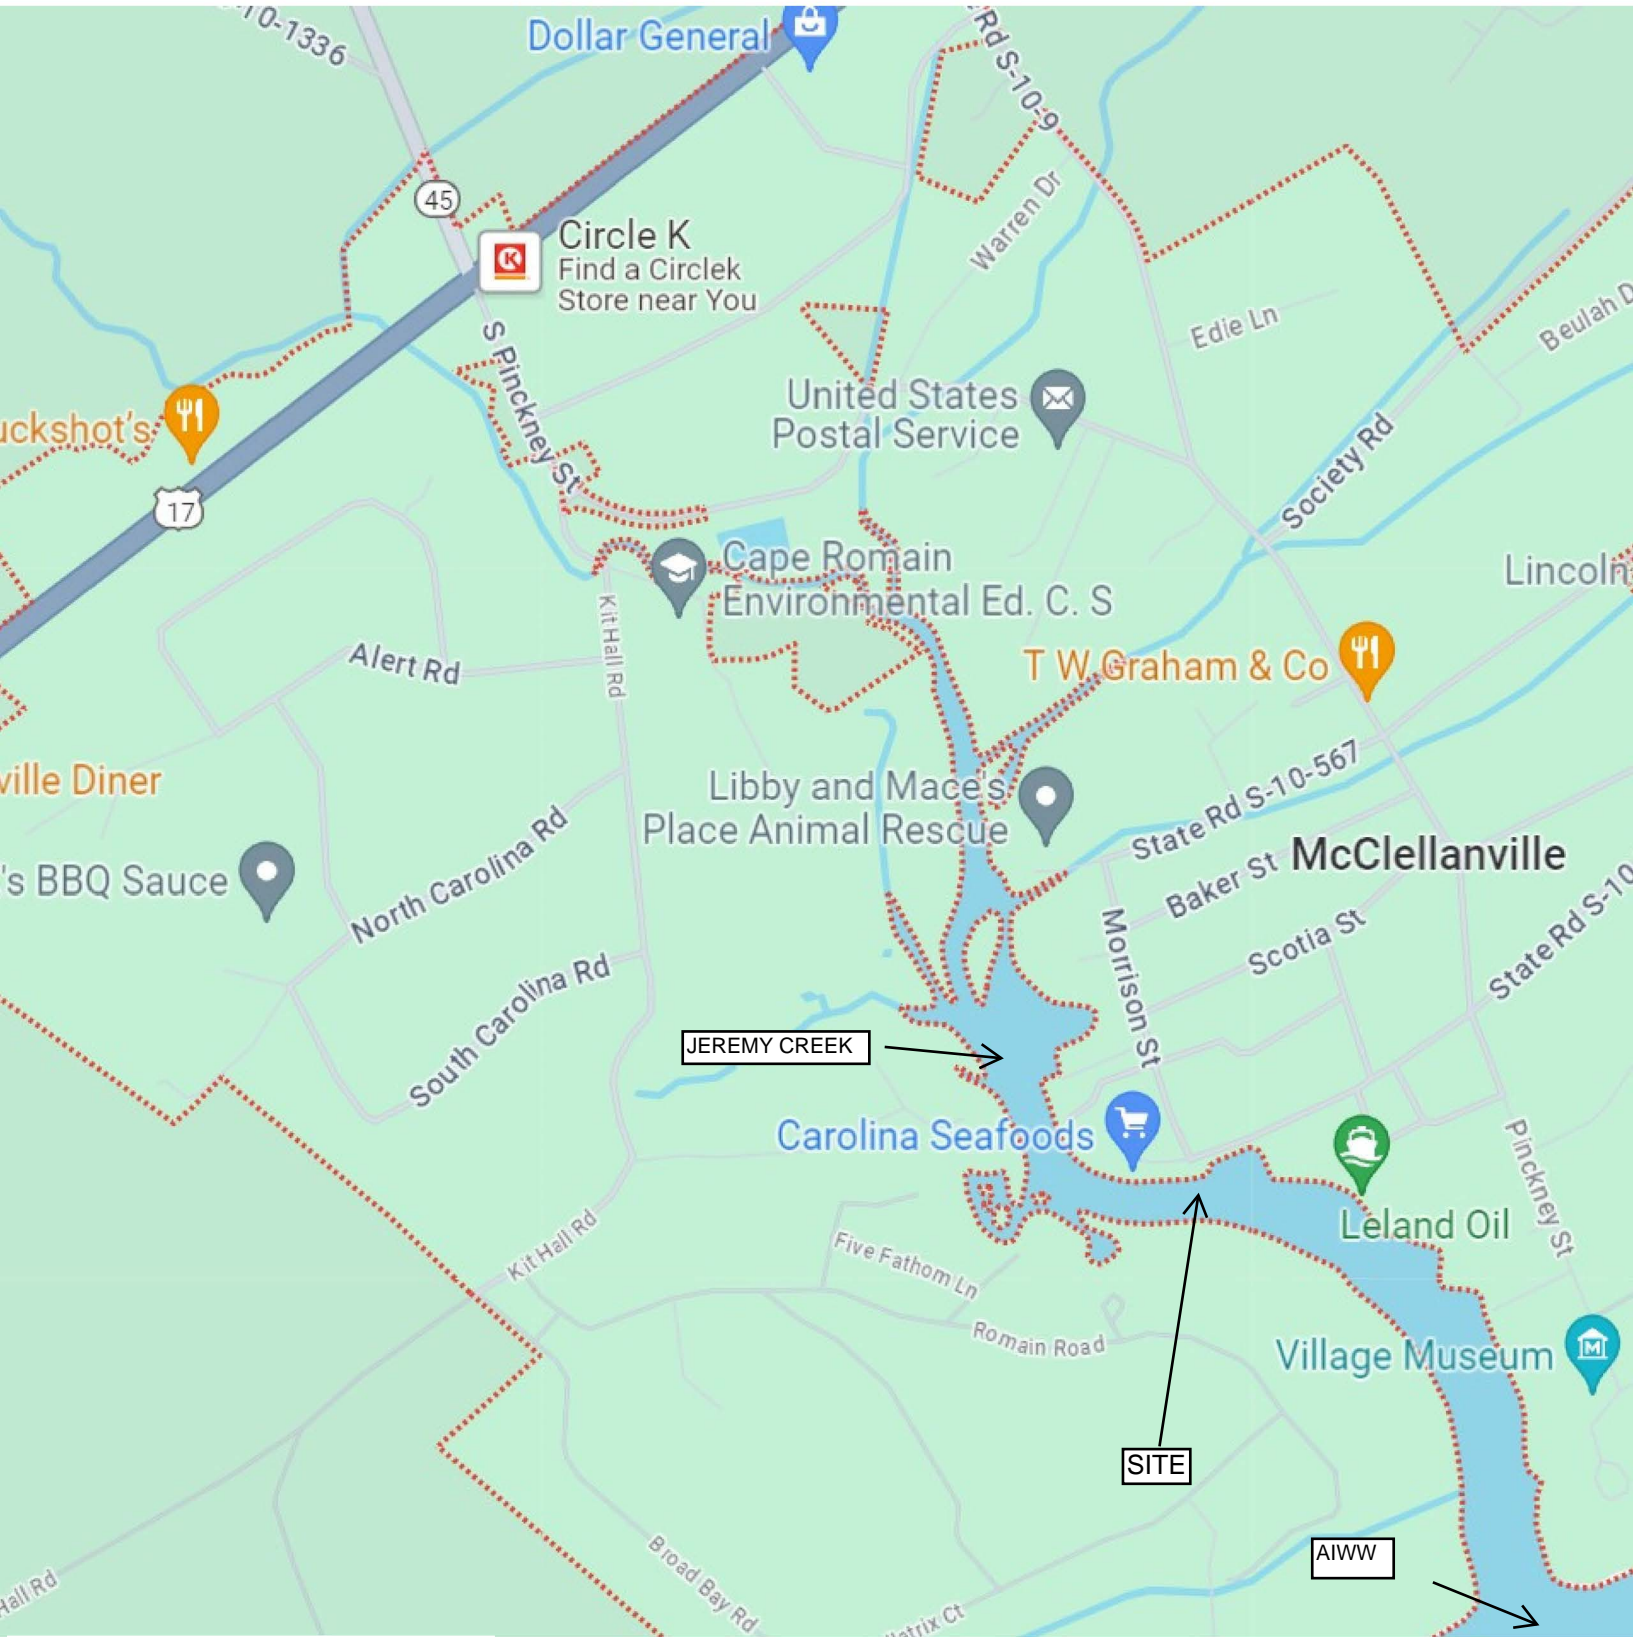 10-1336
Dollar General
Rd S-10-9
45
Circle K
Find a Circlek
Store near You
Warren Dr
Edie Ln
Beulah D
S Pinckney St
United States
Postal Service
uckshot's
17
Society Rd
Cape Romain
Environmental Ed. C. S
Lincoln
Kit Hall Rd
Alert Rd
T W Graham & Co
ville Diner
Libby and Mace's
Place Animal Rescue
State Rd S-10-567
McClellanville
's BBQ Sauce
North Carolina Rd
Baker St
Scotia St
Morrison St
State Rd S-10
South Carolina Rd
JEREMY CREEK
Carolina Seafoods
Pinckney St
Leland Oil
Kit Hall Rd
Five Fathom Ln
Romain Road
Village Museum
SITE
AIWW
Broad Bay Rd
Hall Rd
atrix Ct